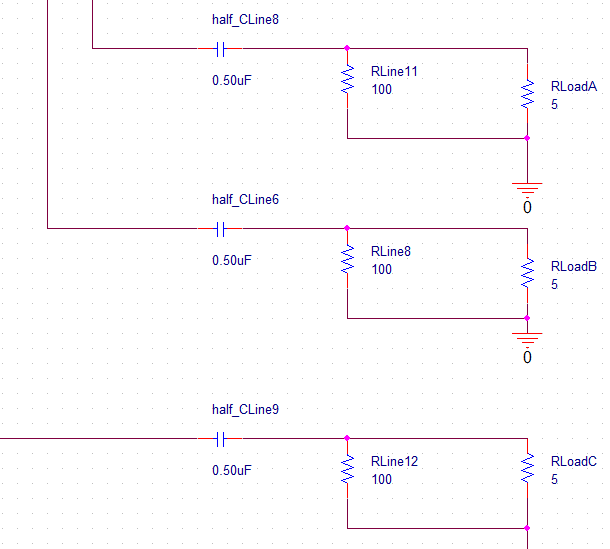 half_CLine8
0.50uF
RLine11
100
RLoadA
5
0
half_CLine6
0.50uF
RLine8
100
RLoadB
5
0
half_CLine9
0.50uF
RLine12
100
RLoadC
5